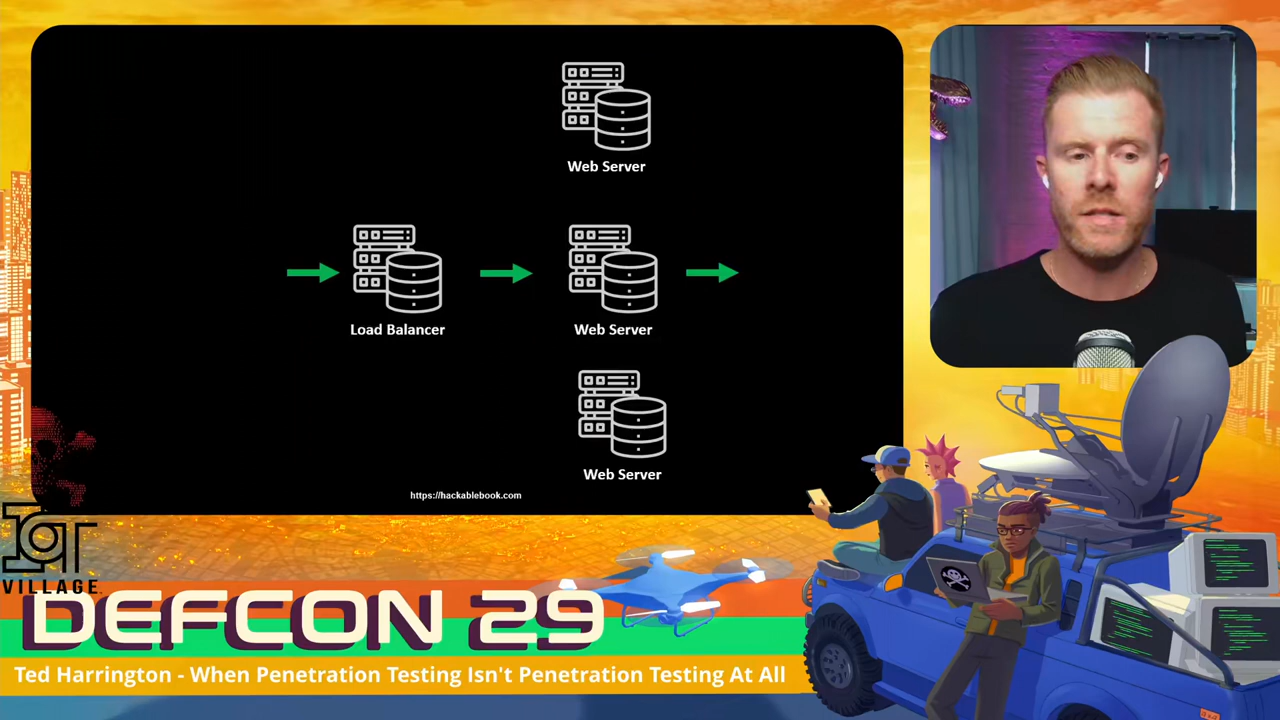 Web Server
Load Balancer
Web Server
Web Server
https://hackablebook.com
IoT
VILLAGE
DEFCON 29
Ted Harrington - When Penetration Testing Isn't Penetration Testing At All